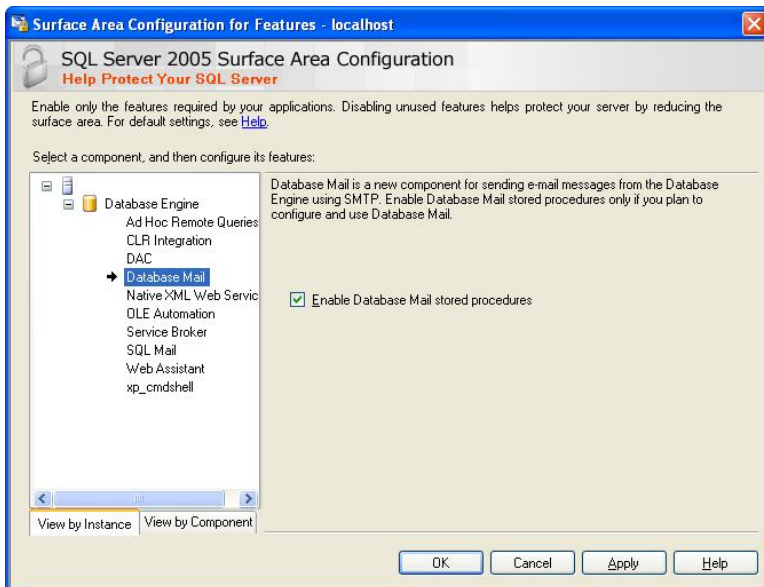 Surface Area Configuration for Features - localhost
SQL Server 2005 Surface Area Configuration
Help Protect Your SQL Server
Enable only the features required by your applications. Disabling unused features helps protect your server by reducing the
surface area. For default settings, see Help.
Select a component, and then configure its features:
Database Engine
Ad Hoc Remote Queries
CLR Integration
DAC
Database Mail
Native XML Web Servic
OLE Automation
Service Broker
SQL Mail
Web Assistant
xp_cmdshell
View by Instance View by Component
Database Mail is a new component for sending e-mail messages from the Database
Engine using SMTP. Enable Database Mail stored procedures only if you plan to
configure and use Database Mail.
Enable Database Mail stored procedures
OK Cancel Apply Help